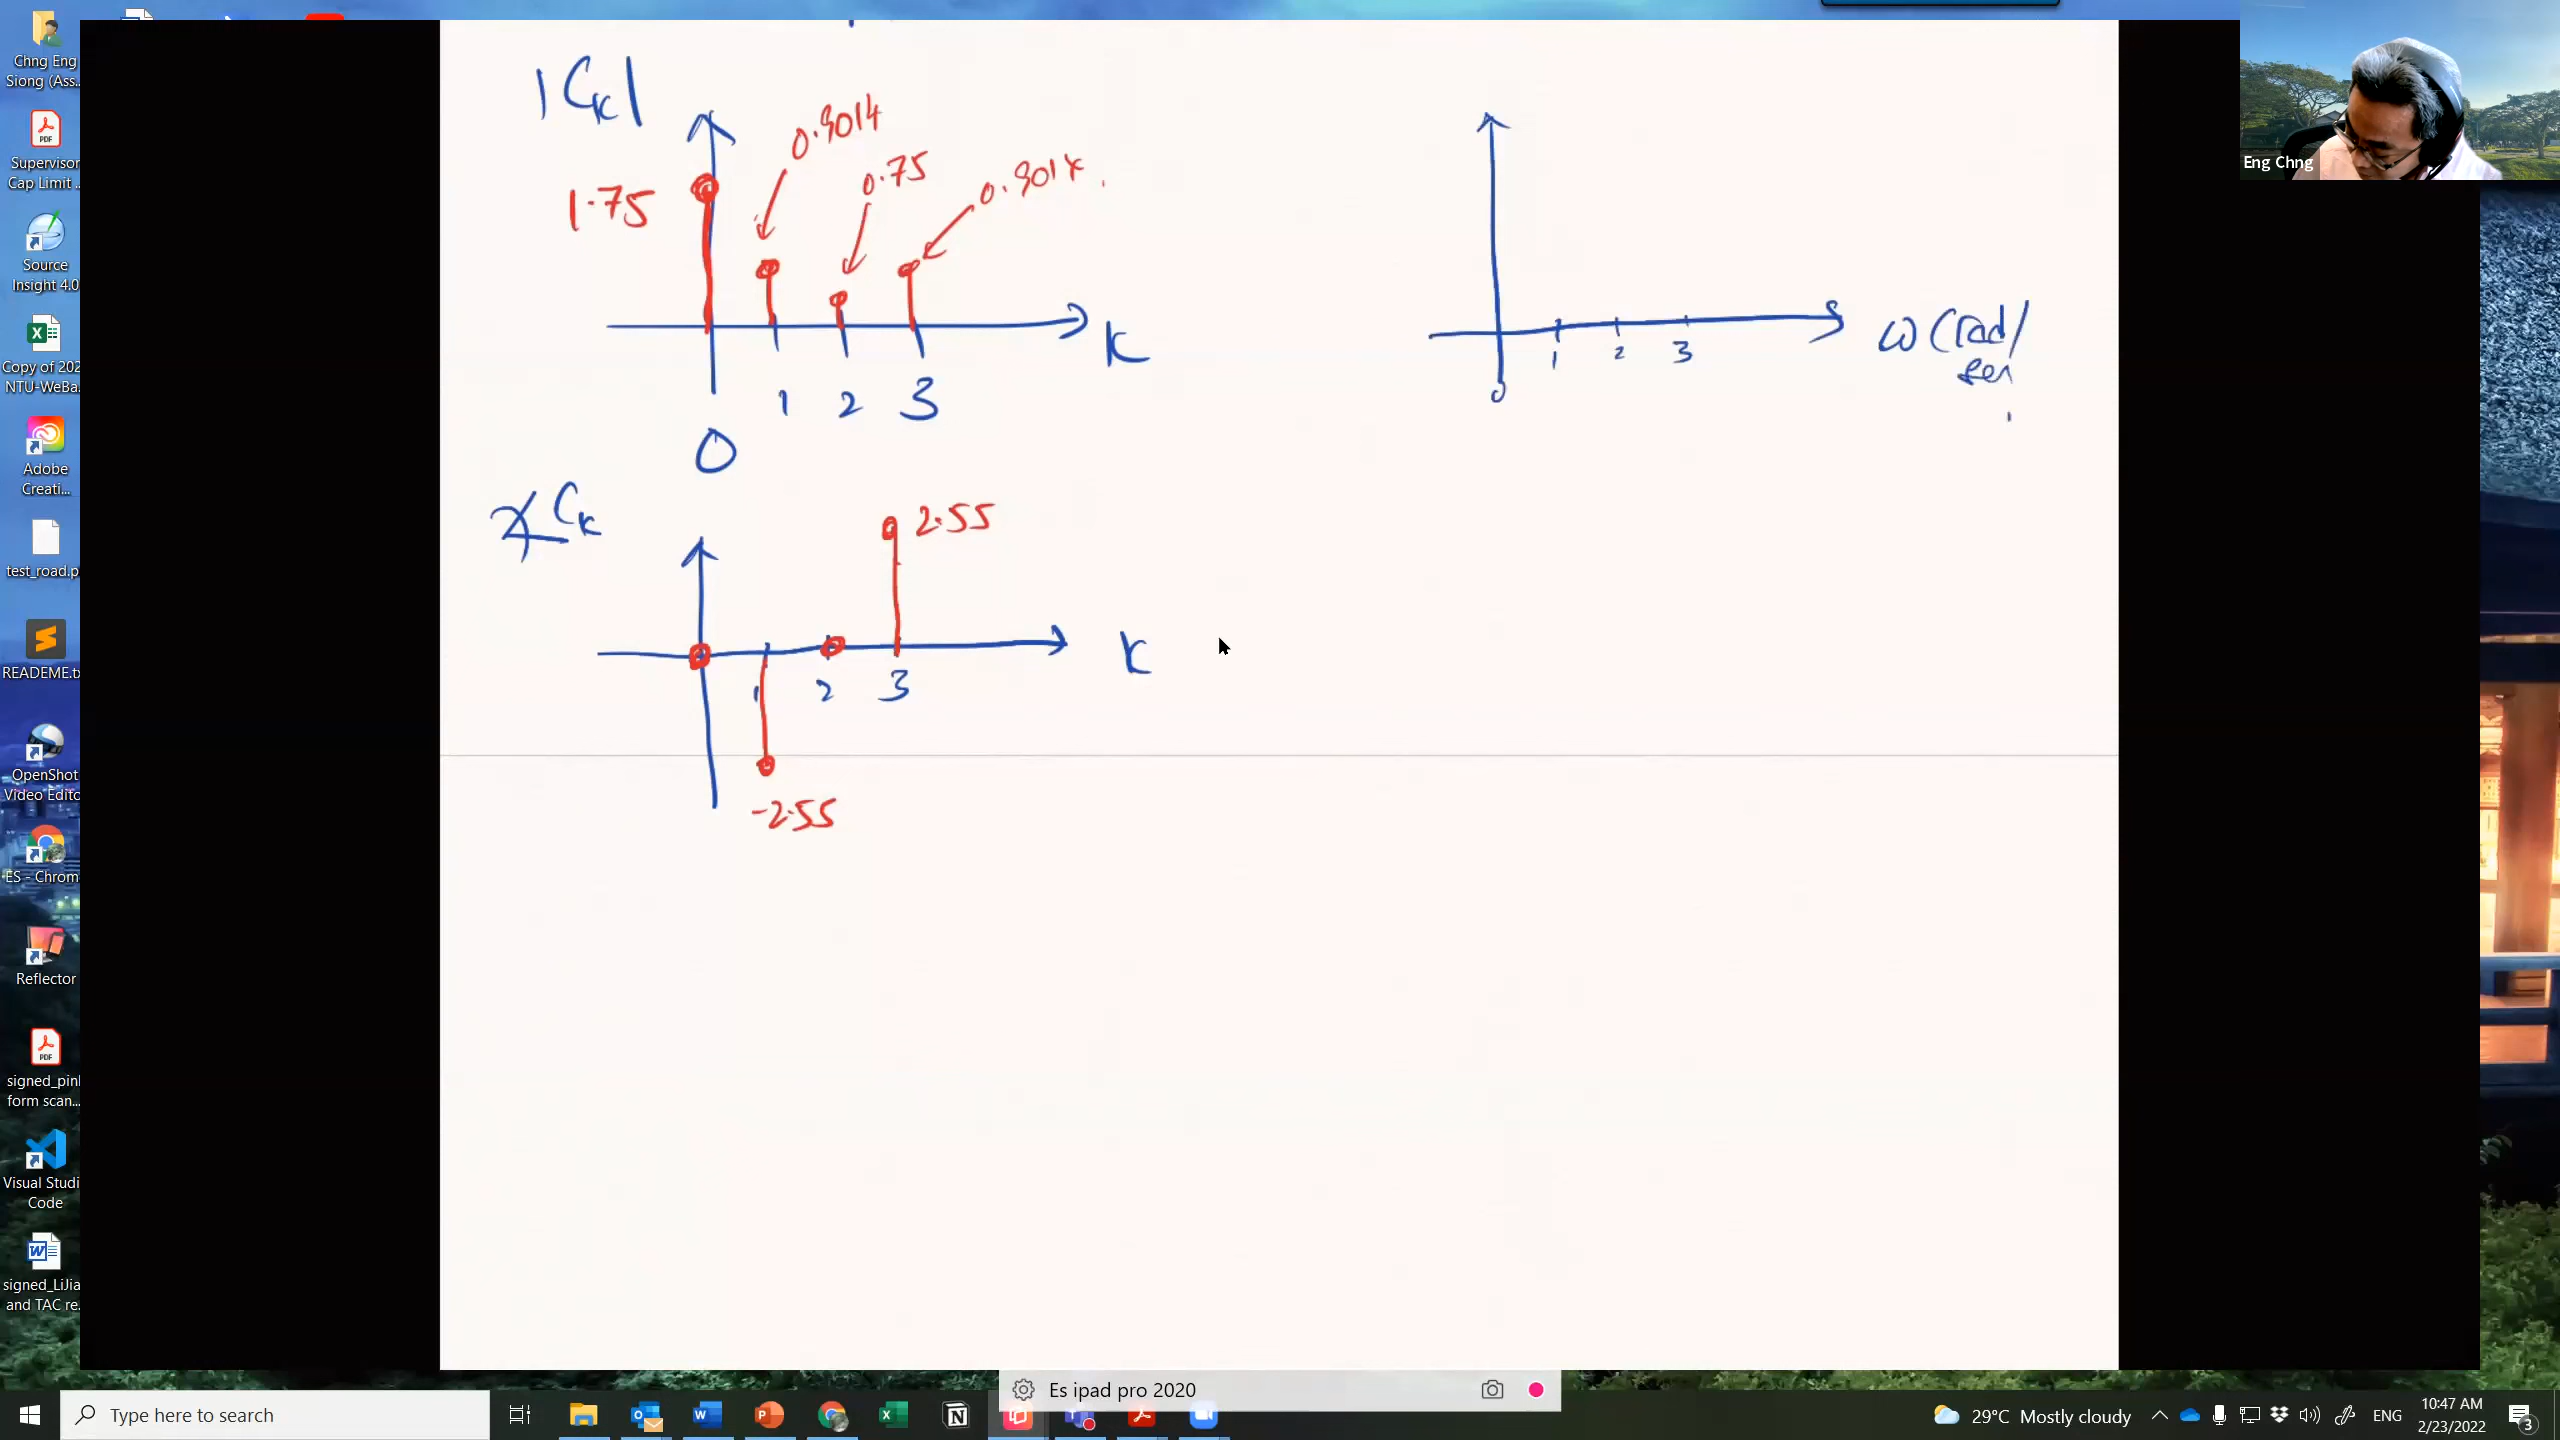 Chng Eng
Siong (Ass...
Supervisor
Cap Limit ...
Source
Insight 4.0
Copy of 202
NTU-WeBa...
Adobe
Creati...
test_road.p
READEME.tx
OpenShot
Video Edito
ES - Chrom
Reflector
signed_pinl
form scan...
Visual Studi
Code
signed_LiJia
and TAC re...
|Ck|
0.9014
0.75
0.901
1.75
k
1 2 3
0
∡Ck
2.55
k
1 2 3
-2.55
ω (rad/
1 2 3
0
Eng Chng
Es ipad pro 2020
Type here to search
29°C Mostly cloudy
ENG
10:47 AM
2/23/2022
3